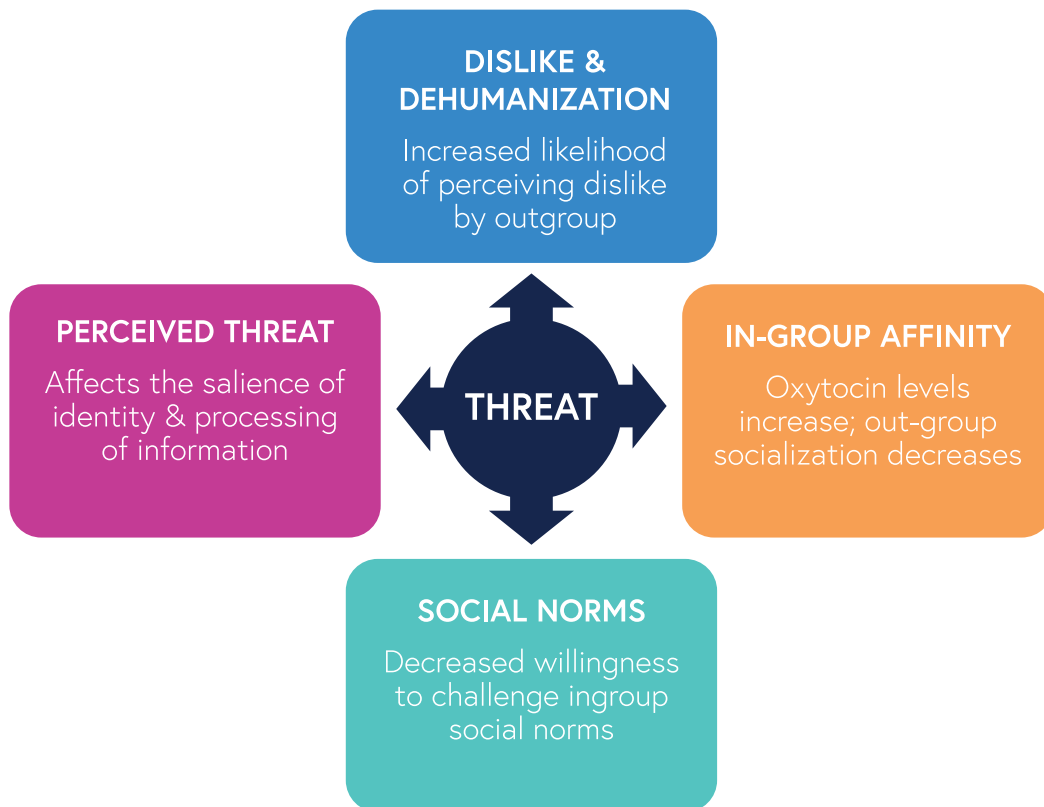 DISLIKE &
DEHUMANIZATION
Increased likelihood
of perceiving dislike
by outgroup
PERCEIVED THREAT
Affects the salience of
identity & processing
of information
THREAT
IN-GROUP AFFINITY
Oxytocin levels
increase; out-group
socialization decreases
SOCIAL NORMS
Decreased willingness
to challenge ingroup
social norms